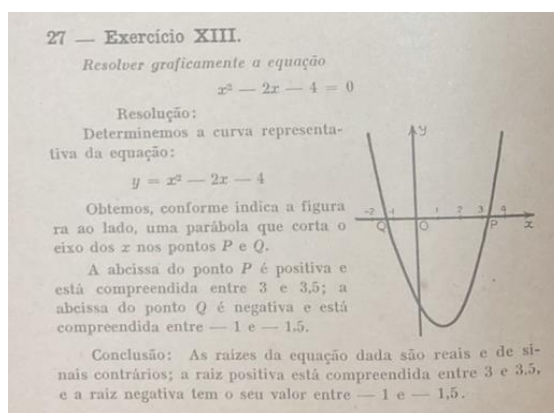 27 — Exercício XIII.
Resolver graficamente a equação
x² — 2x — 4 = 0
Resolução:
Determinemos a curva representa-
tiva da equação:
y = x² — 2x — 4
Obtemos, conforme indica a figura
ra ao lado, uma parábola que corta o
eixo dos x nos pontos P e Q.
A abcissa do ponto P é positiva e
está compreendida entre 3 e 3,5; a
abcissa do ponto Q é negativa e está
compreendida entre — 1 e — 1,5.
y
-2 -1 1 2 3 4
Q O P x
Conclusão: As raízes da equação dada são reais e de si-
nais contrários; a raiz positiva está compreendida entre 3 e 3,5,
e a raiz negativa tem o seu valor entre — 1 e — 1,5.